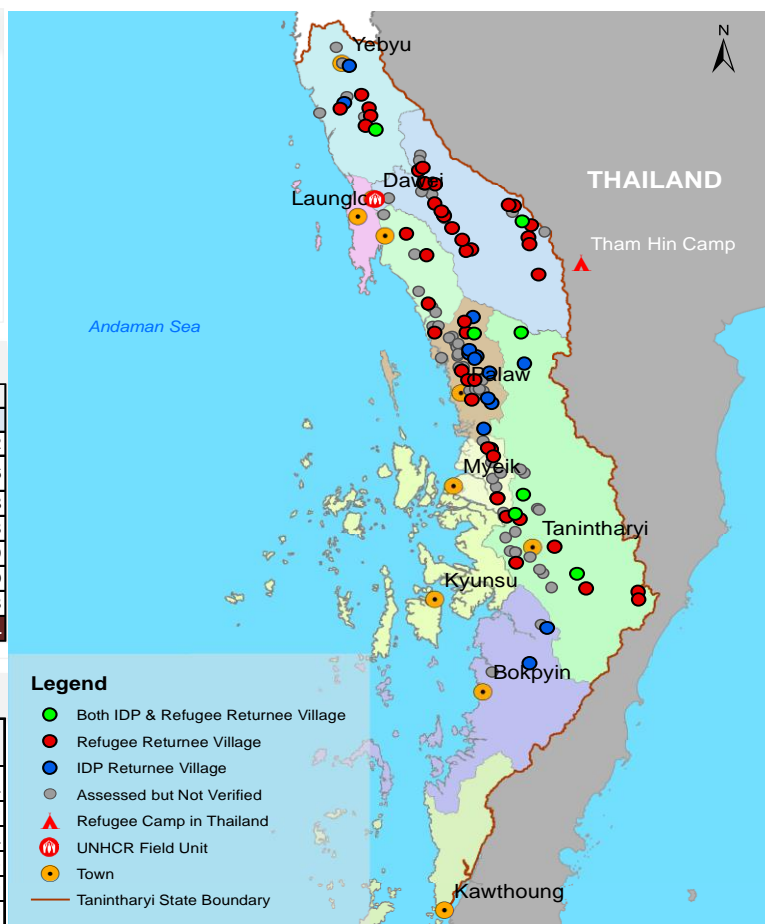 Yebyu
N
THAILAND
Dawei
Launglon
Tham Hin Camp
Andaman Sea
Palaw
Myeik
Tanintharyi
Kyunsu
Bokpyin
Legend
Both IDP & Refugee Returnee Village
Refugee Returnee Village
IDP Returnee Village
Assessed but Not Verified
Refugee Camp in Thailand
UNHCR Field Unit
Town
Tanintharyi State Boundary
Kawthoung